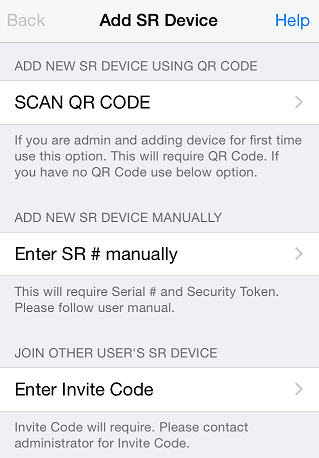 Back Add SR Device Help
ADD NEW SR DEVICE USING QR CODE
SCAN QR CODE
If you are admin and adding device for first time
use this option. This will require QR Code. If
you have no QR Code use below option.
ADD NEW SR DEVICE MANUALLY
Enter SR # manually
This will require Serial # and Security Token.
Please follow user manual.
JOIN OTHER USER'S SR DEVICE
Enter Invite Code
Invite Code will require. Please contact
administrator for Invite Code.